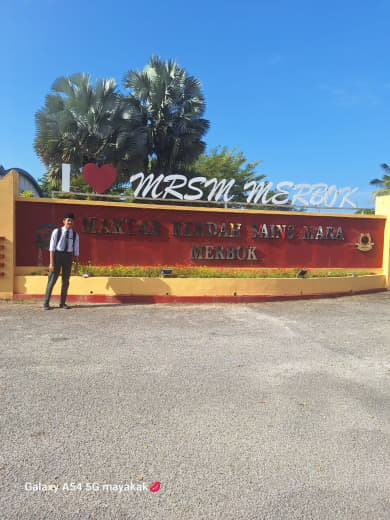 I ❤ MRSM MERBOK
MAKTAB RENDAH SAINS MARA
MERBOK
Galaxy A54 5G mayakak💋